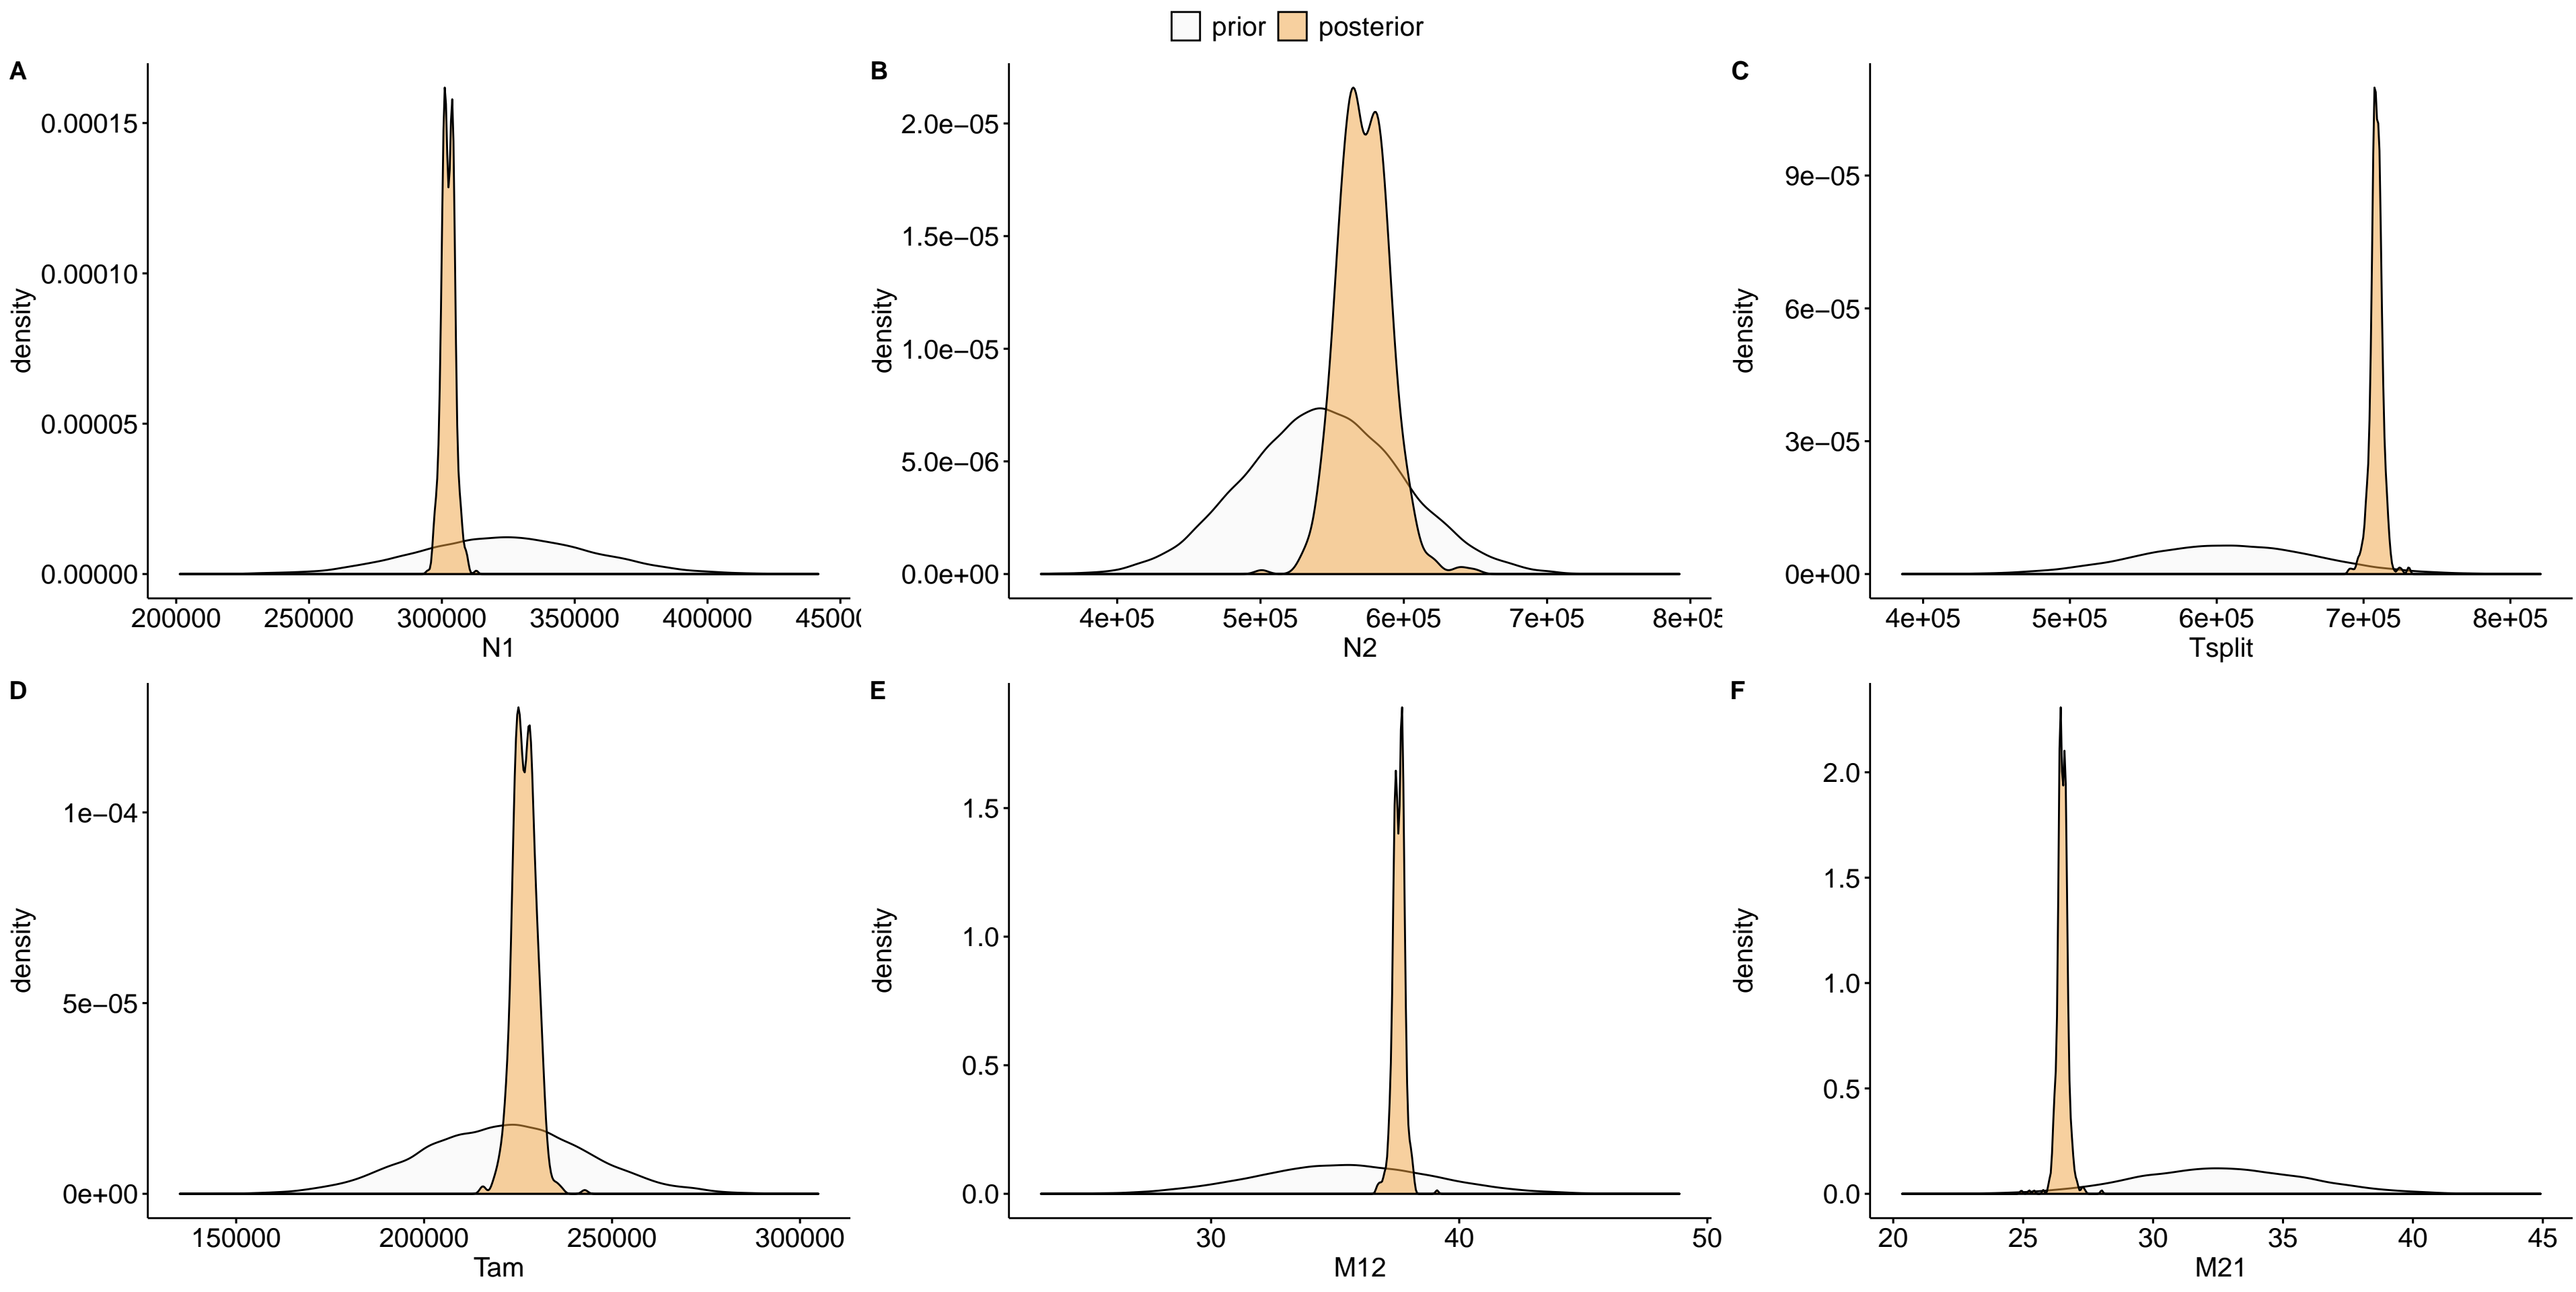 prior posterior
A
0.00015
0.00010
0.00005
0.00000
density
200000 250000 300000 350000 400000 45000
N1
B
2.0e−05
1.5e−05
1.0e−05
5.0e−06
0.0e+00
density
4e+05 5e+05 6e+05 7e+05 8e+05
N2
C
9e−05
6e−05
3e−05
0e+00
density
4e+05 5e+05 6e+05 7e+05 8e+05
Tsplit
D
1e−04
5e−05
0e+00
density
150000 200000 250000 300000
Tam
E
1.5
1.0
0.5
0.0
density
30 40 50
M12
F
2.0
1.5
1.0
0.5
0.0
density
20 25 30 35 40 45
M21